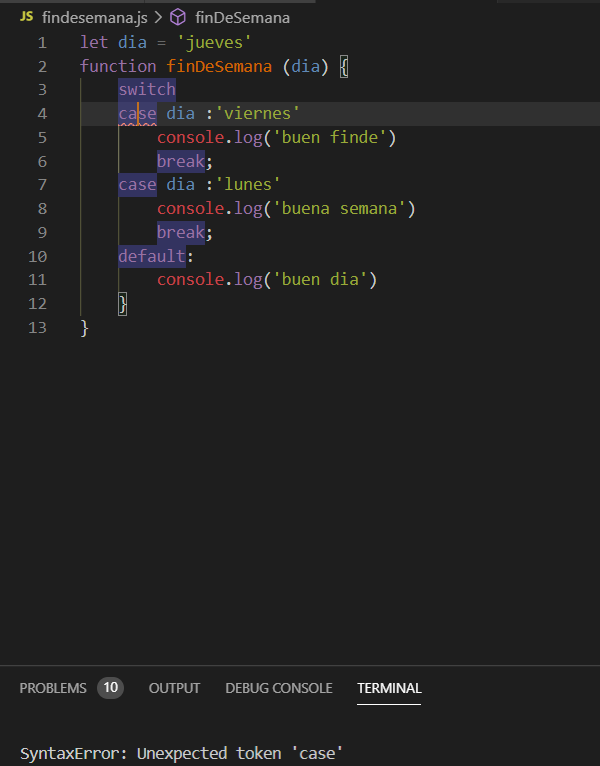 JS findesemana.js > finDeSemana
1 let dia = 'jueves'
2 function finDeSemana (dia) {
3 switch
4 case dia :'viernes'
5 console.log('buen finde')
6 break;
7 case dia :'lunes'
8 console.log('buena semana')
9 break;
10 default:
11 console.log('buen dia')
12 }
13 }
PROBLEMS 10 OUTPUT DEBUG CONSOLE TERMINAL
SyntaxError: Unexpected token 'case'